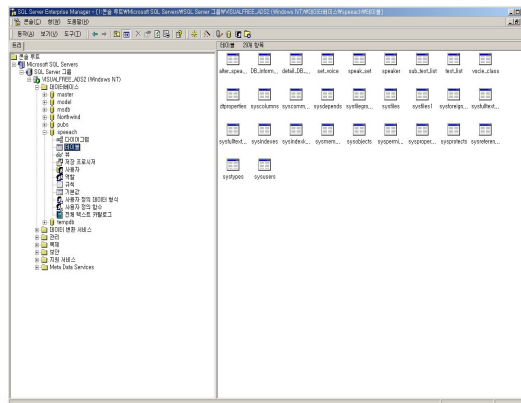 SQL Server Enterprise Manager - [1:콘솔 루트\Microsoft SQL Servers\SQL Server 그룹\VISUALFREE_ADS2 (Windows NT)\데이터베이스\speeach\테이블]
콘솔(C) 창(W) 도움말(H)
동작(A) 보기(V) 도구(T)
트리
테이블 29개 항목
콘솔 루트
Microsoft SQL Servers
SQL Server 그룹
VISUALFREE_ADS2 (Windows NT)
데이터베이스
master
model
msdb
Northwind
pubs
speeach
다이어그램
테이블
뷰
저장 프로시저
사용자
역할
규칙
기본값
사용자 정의 데이터 형식
사용자 정의 함수
전체 텍스트 카탈로그
tempdb
데이터 변환 서비스
관리
복제
보안
지원 서비스
Meta Data Services
alter_spea... DB_inform... detail_DB_... set_voice speak_set speaker sub_text_list text_list vocie_class
dtproperties syscolumns syscomm... sysdepends sysfilegro... sysfiles sysfiles1 sysforeign... sysfulltext...
sysfulltext... sysindexes sysindexk... sysmem... sysobjects syspermi... sysproper... sysprotects sysreferen...
systypes sysusers